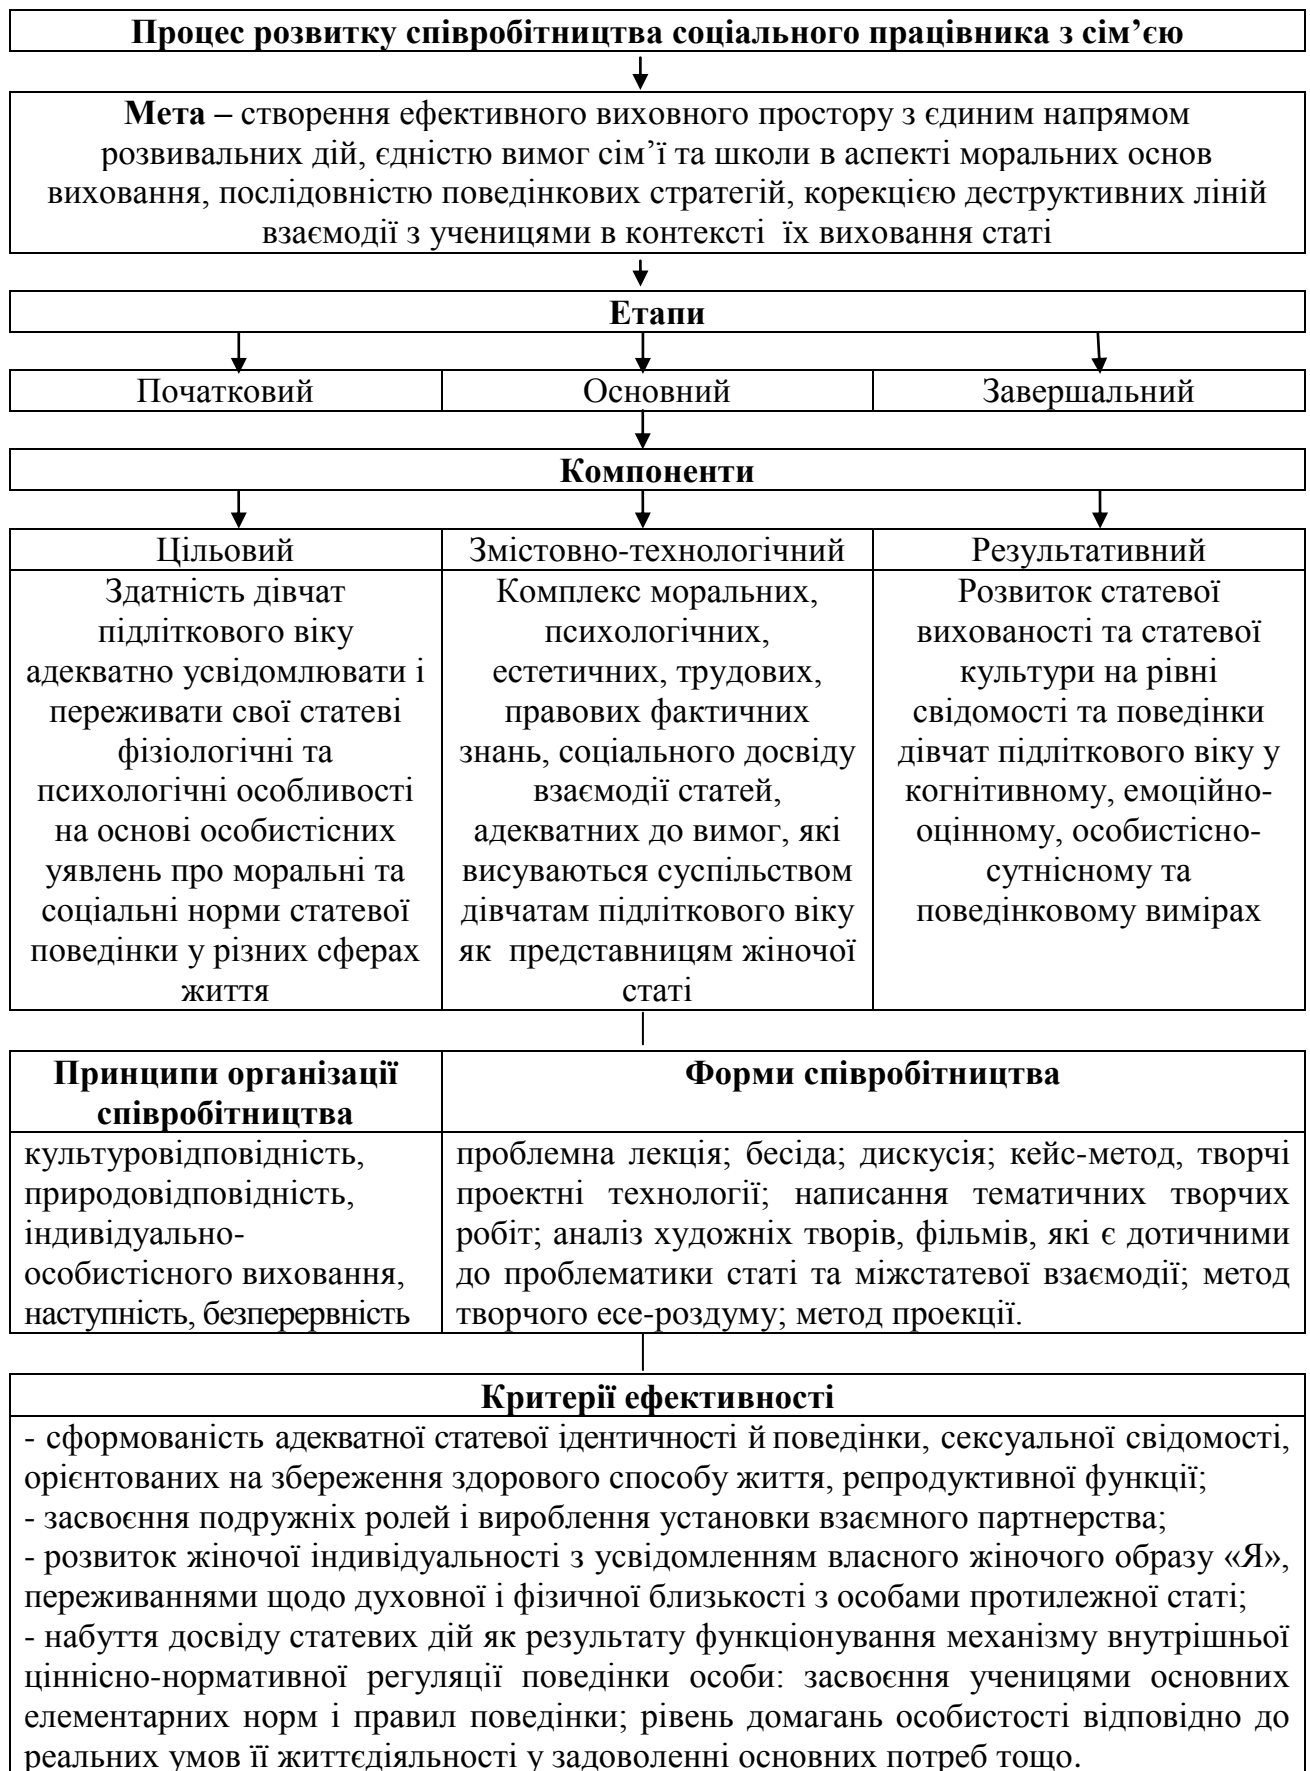 Процес розвитку співробітництва соціального працівника з сім’єю
Мета – створення ефективного виховного простору з єдиним напрямом
розвивальних дій, єдністю вимог сім’ї та школи в аспекті моральних основ
виховання, послідовністю поведінкових стратегій, корекцією деструктивних ліній
взаємодії з ученицями в контексті їх виховання статі
Етапи
Початковий
Основний
Завершальний
Компоненти
Цільовий
Здатність дівчат
підліткового віку
адекватно усвідомлювати і
переживати свої статеві
фізіологічні та
психологічні особливості
на основі особистісних
уявлень про моральні та
соціальні норми статевої
поведінки у різних сферах
життя
Змістовно-технологічний
Комплекс моральних,
психологічних,
естетичних, трудових,
правових фактичних
знань, соціального досвіду
взаємодії статей,
адекватних до вимог, які
висуваються суспільством
дівчатам підліткового віку
як представницям жіночої
статі
Результативний
Розвиток статевої
вихованості та статевої
культури на рівні
свідомості та поведінки
дівчат підліткового віку у
когнітивному, емоційно-
оцінному, особистісно-
сутнісному та
поведінковому вимірах
Принципи організації
співробітництва
культуровідповідність,
природовідповідність,
індивідуально-
особистісного виховання,
наступність, безперервність
Форми співробітництва
проблемна лекція; бесіда; дискусія; кейс-метод, творчі
проектні технології; написання тематичних творчих
робіт; аналіз художніх творів, фільмів, які є дотичними
до проблематики статі та міжстатевої взаємодії; метод
творчого есе-роздуму; метод проекції.
Критерії ефективності
- сформованість адекватної статевої ідентичності й поведінки, сексуальної свідомості,
орієнтованих на збереження здорового способу життя, репродуктивної функції;
- засвоєння подружніх ролей і вироблення установки взаємного партнерства;
- розвиток жіночої індивідуальності з усвідомленням власного жіночого образу «Я»,
переживаннями щодо духовної і фізичної близькості з особами протилежної статі;
- набуття досвіду статевих дій як результату функціонування механізму внутрішньої
ціннісно-нормативної регуляції поведінки особи: засвоєння ученицями основних
елементарних норм і правил поведінки; рівень домагань особистості відповідно до
реальних умов її життєдіяльності у задоволенні основних потреб тощо.